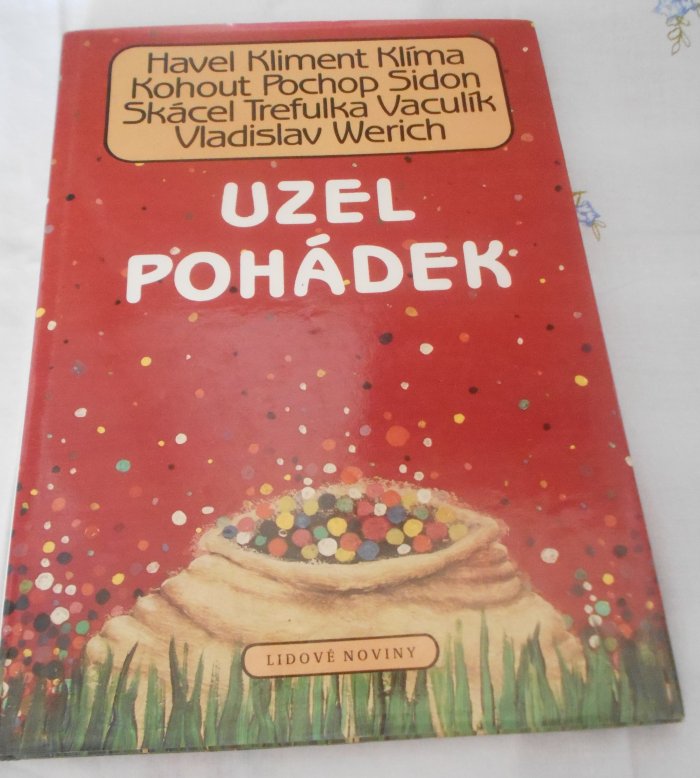 Havel Kliment Klíma
Kohout Pochop Sidon
Skácel Trefulka Vaculík
Vladislav Werich
UZEL
POHÁDEK
LIDOVÉ NOVINY